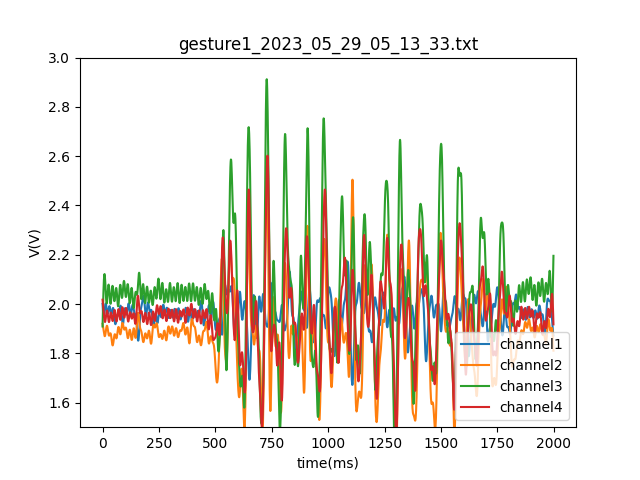 gesture1_2023_05_29_05_13_33.txt
3.0
2.8
2.6
2.4
2.2
2.0
1.8
1.6
V(V)
channel1
channel2
channel3
channel4
0 250 500 750 1000 1250 1500 1750 2000
time(ms)